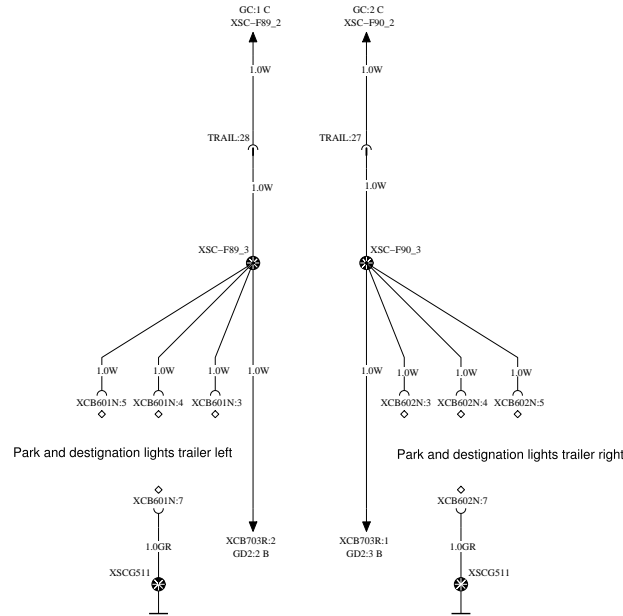 GC:1 C
XSC−F89_2
GC:2 C
XSC−F90_2
1.0W
1.0W
TRAIL:28
TRAIL:27
1.0W
1.0W
XSC−F89_3
XSC−F90_3
1.0W
1.0W
1.0W
1.0W
1.0W
1.0W
1.0W
1.0W
XCB601N:5
XCB601N:4
XCB601N:3
XCB602N:3
XCB602N:4
XCB602N:5
Park and destignation lights trailer left
Park and destignation lights trailer right
XCB601N:7
XCB602N:7
XCB703R:2
GD2:2 B
XCB703R:1
GD2:3 B
1.0GR
1.0GR
XSCG511
XSCG511